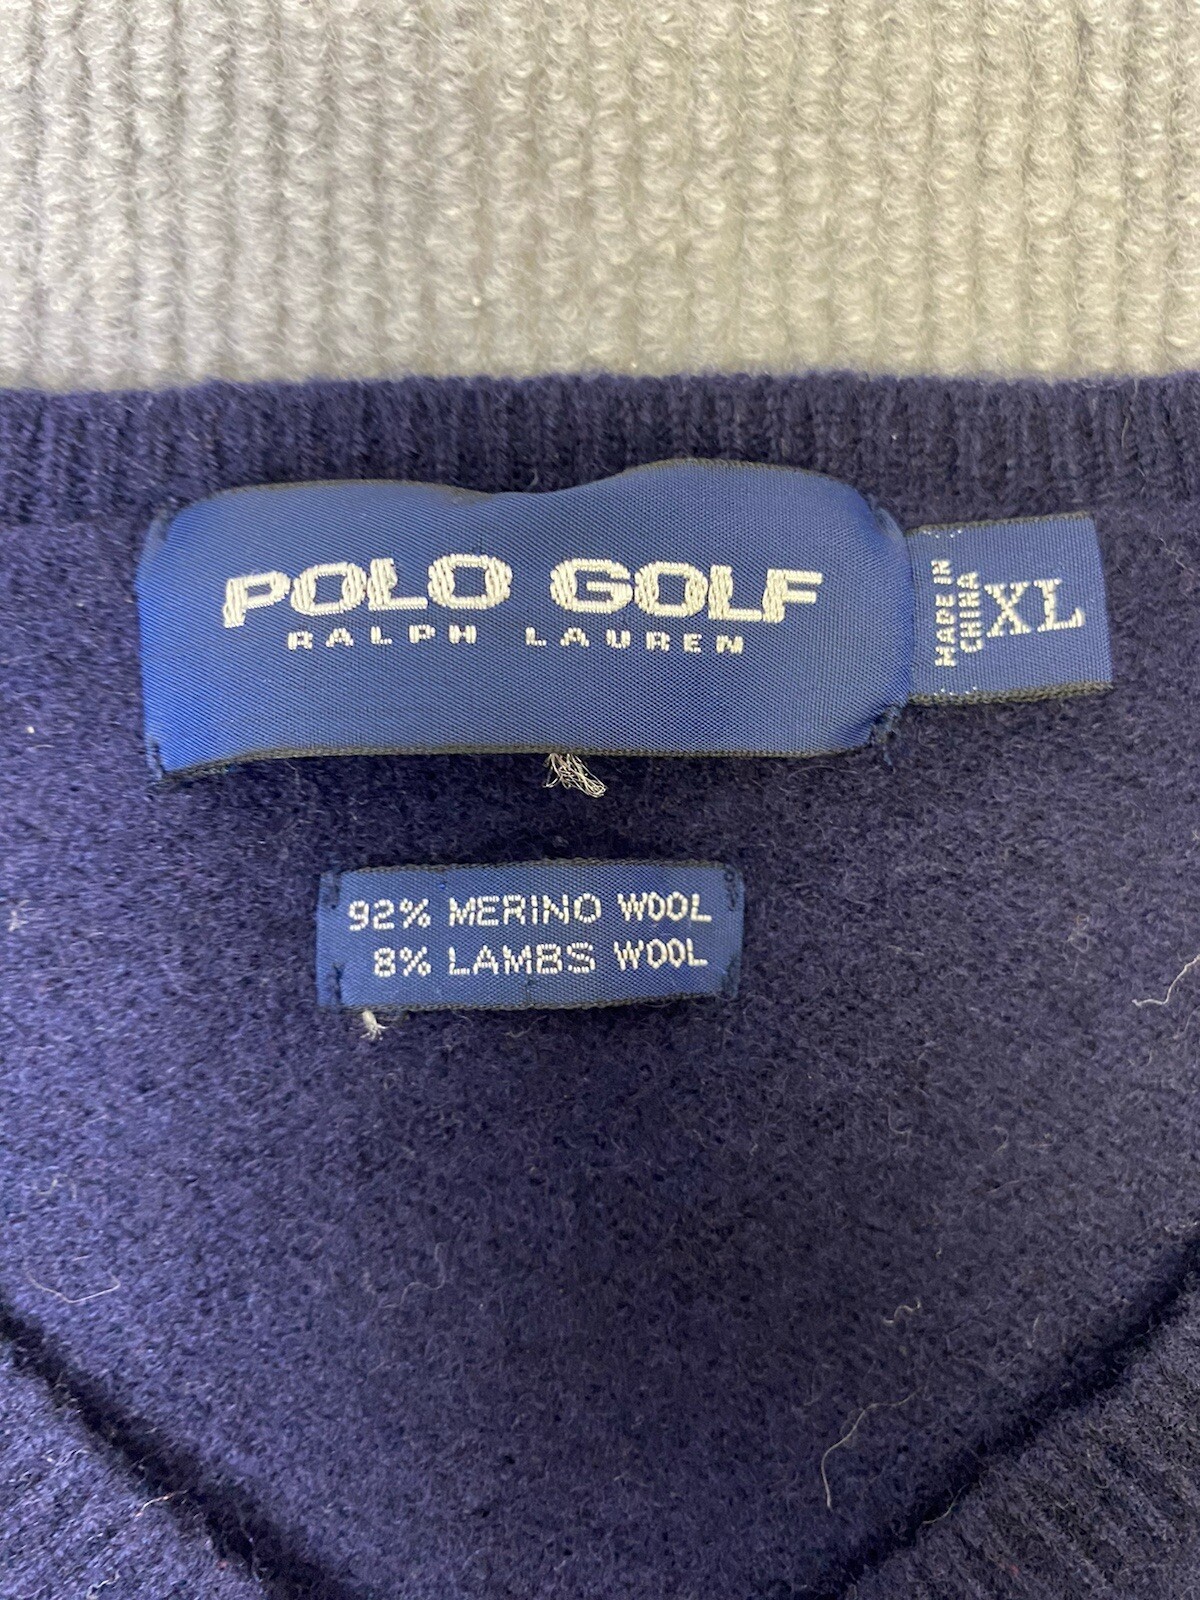 POLO GOLF
RALPH LAUREN
MADE IN
CHINA
XL
92% MERINO WOOL
8% LAMBS WOOL